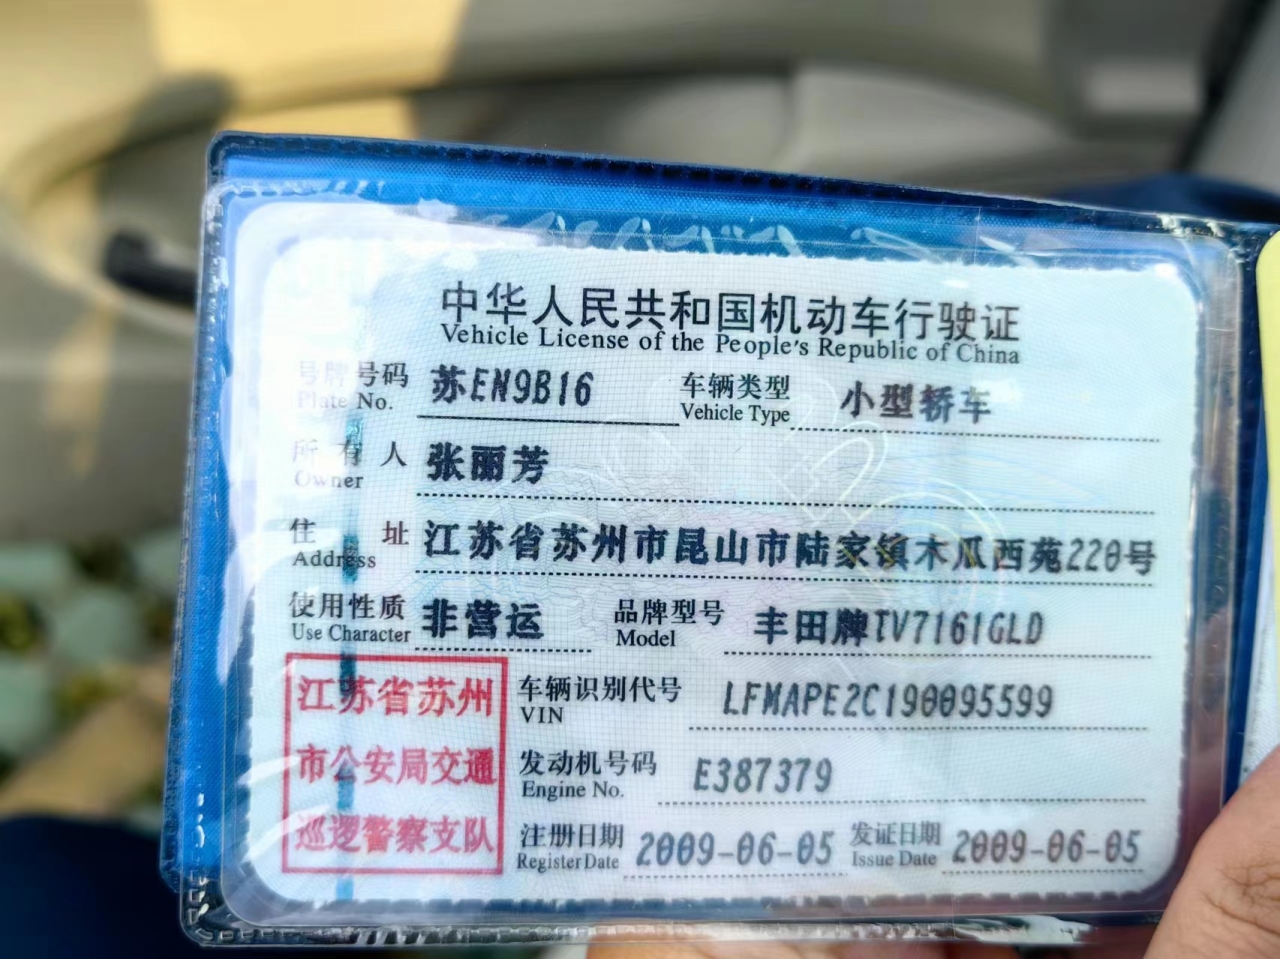 中华人民共和国机动车行驶证
Vehicle License of the People's Republic of China
号牌号码 苏EN9B16 车辆类型 小型轿车
Plate No. Vehicle Type
所有人 张丽芳
Owner
住址 江苏省苏州市昆山市陆家镇木瓜西苑220号
Address
使用性质 非营运 品牌型号 丰田牌TV7161GLD
Use Character Model
江苏省苏州
市公安局交通
巡逻警察支队
车辆识别代号 LFMAPE2C190095599
VIN
发动机号码 E387379
Engine No.
注册日期 2009-06-05 发证日期 2009-06-05
Register Date Issue Date